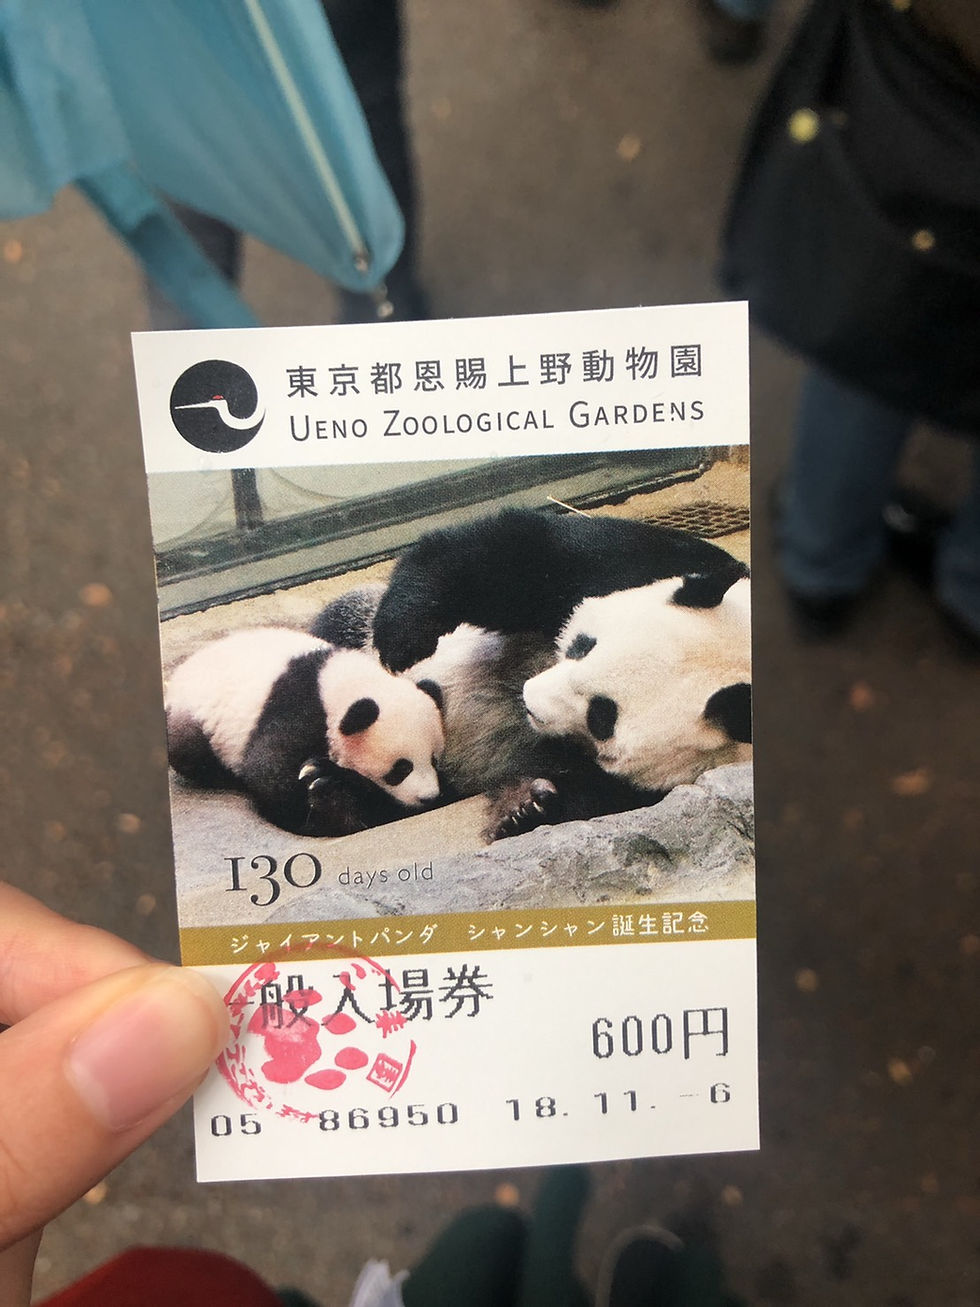 東京都恩賜上野動物園
UENO ZOOLOGICAL GARDENS
130 days old
ジャイアントパンダ シャンシャン誕生記念
一般入場券
600円
05 86950 18. 11. 6